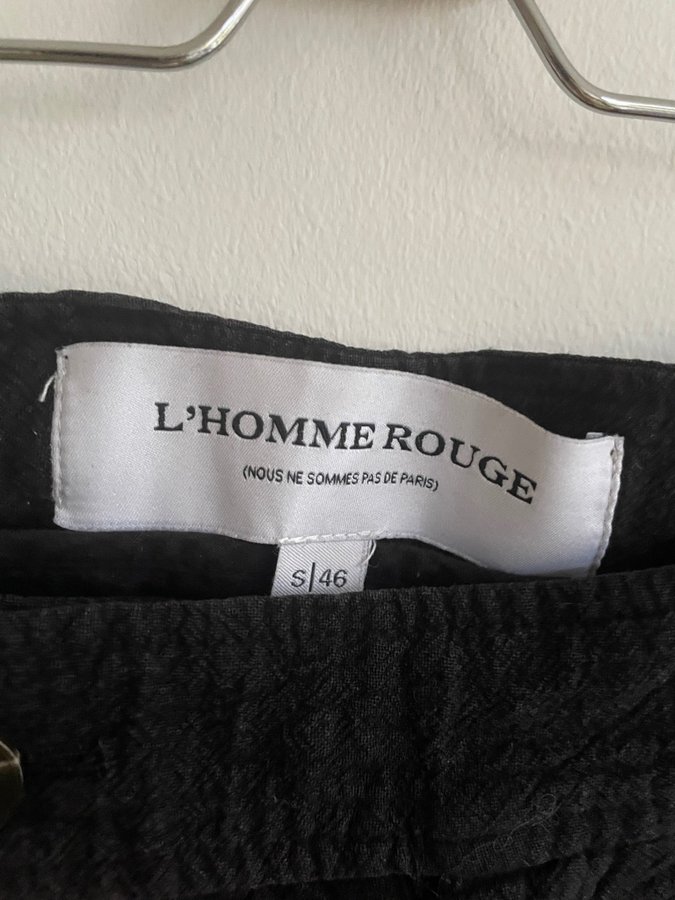 L’HOMME ROUGE
(NOUS NE SOMMES PAS DE PARIS)
S|46